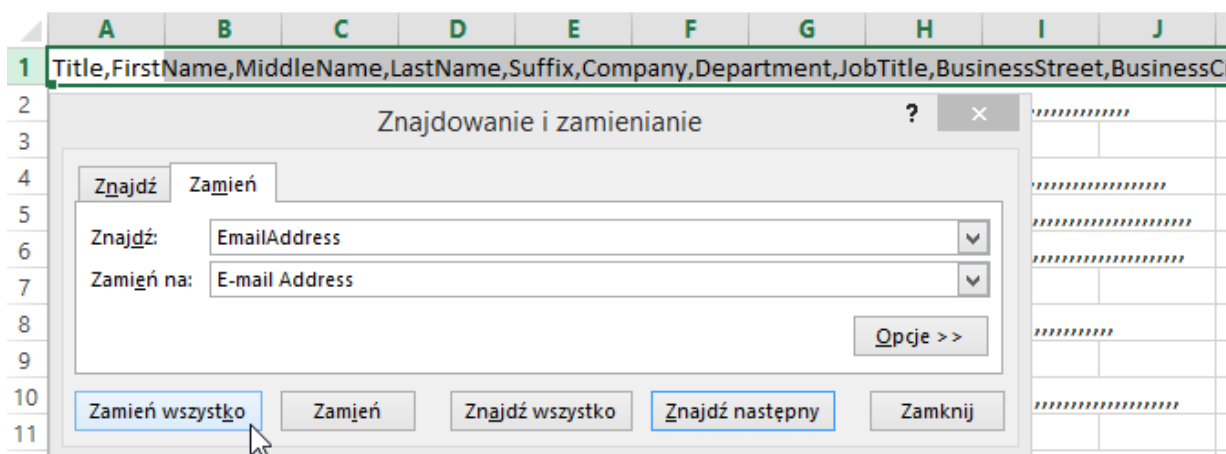 A B C D E F G H I J
1 Title,FirstName,MiddleName,LastName,Suffix,Company,Department,JobTitle,BusinessStreet,BusinessC
2 ,,,,,,,,,,,,,
Znajdowanie i zamienianie ? ×
3
4 ,,,,,,,,,,,,,,,,,,
Znajdź Zamień
5 ,,,,,,,,,,,,,,,,,,,,,
Znajdź: EmailAddress
6 ,,,,,,,,,,,,,,,,,,,,
Zamień na: E-mail Address
7
8 ,,,,,,,,,,,
Opcje >>
9
10 ,,,,,,,,,,,,,,,,,,,
Zamień wszystko Zamień Znajdź wszystko Znajdź następny Zamknij
11